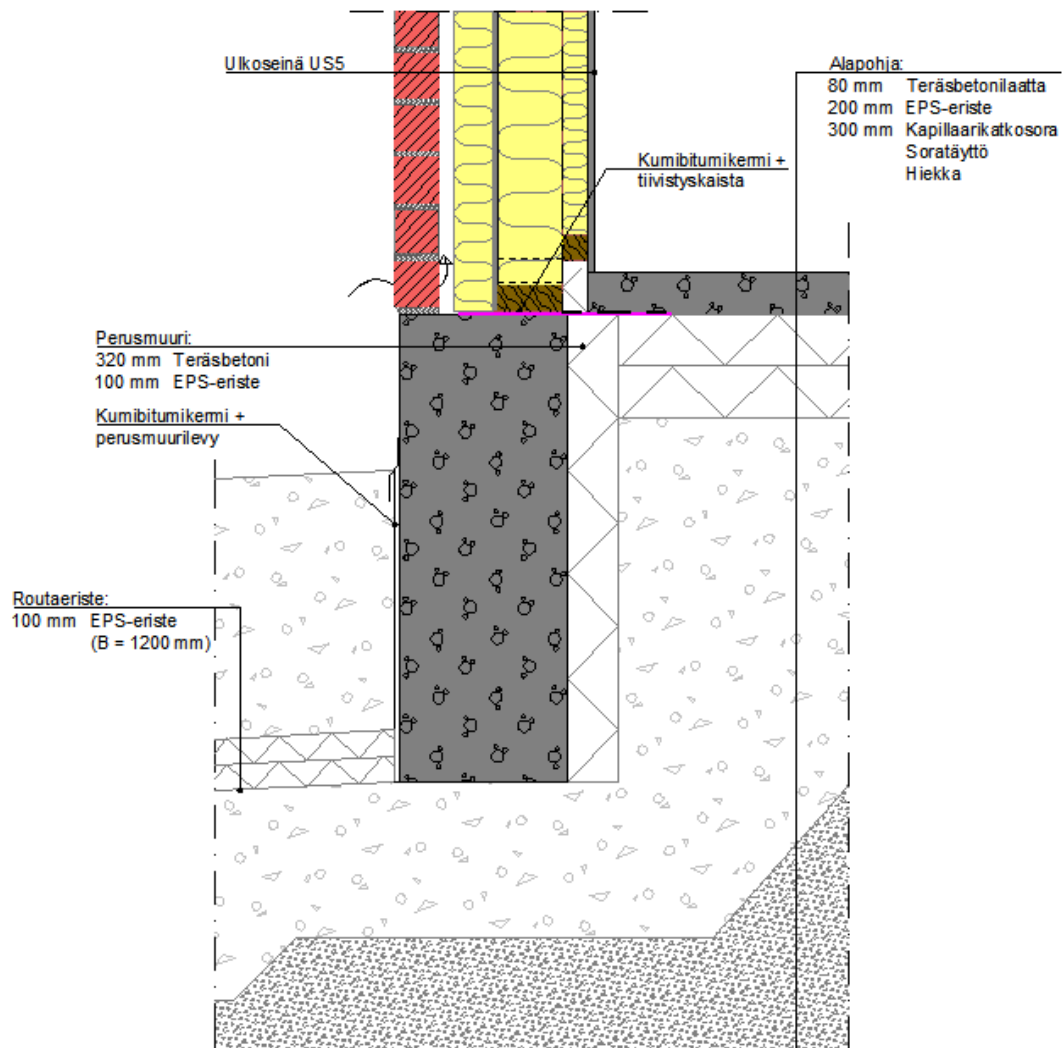 Ulkoseinä US5
Alapohja:
80 mm Teräsbetonilaatta
200 mm EPS-eriste
300 mm Kapillaarikatkosora
Soratäyttö
Hiekka
Kumibitumikermi +
tiivistyskaista
Perusmuuri:
320 mm Teräsbetoni
100 mm EPS-eriste
Kumibitumikermi +
perusmuurilevy
Routaeriste:
100 mm EPS-eriste
(B = 1200 mm)